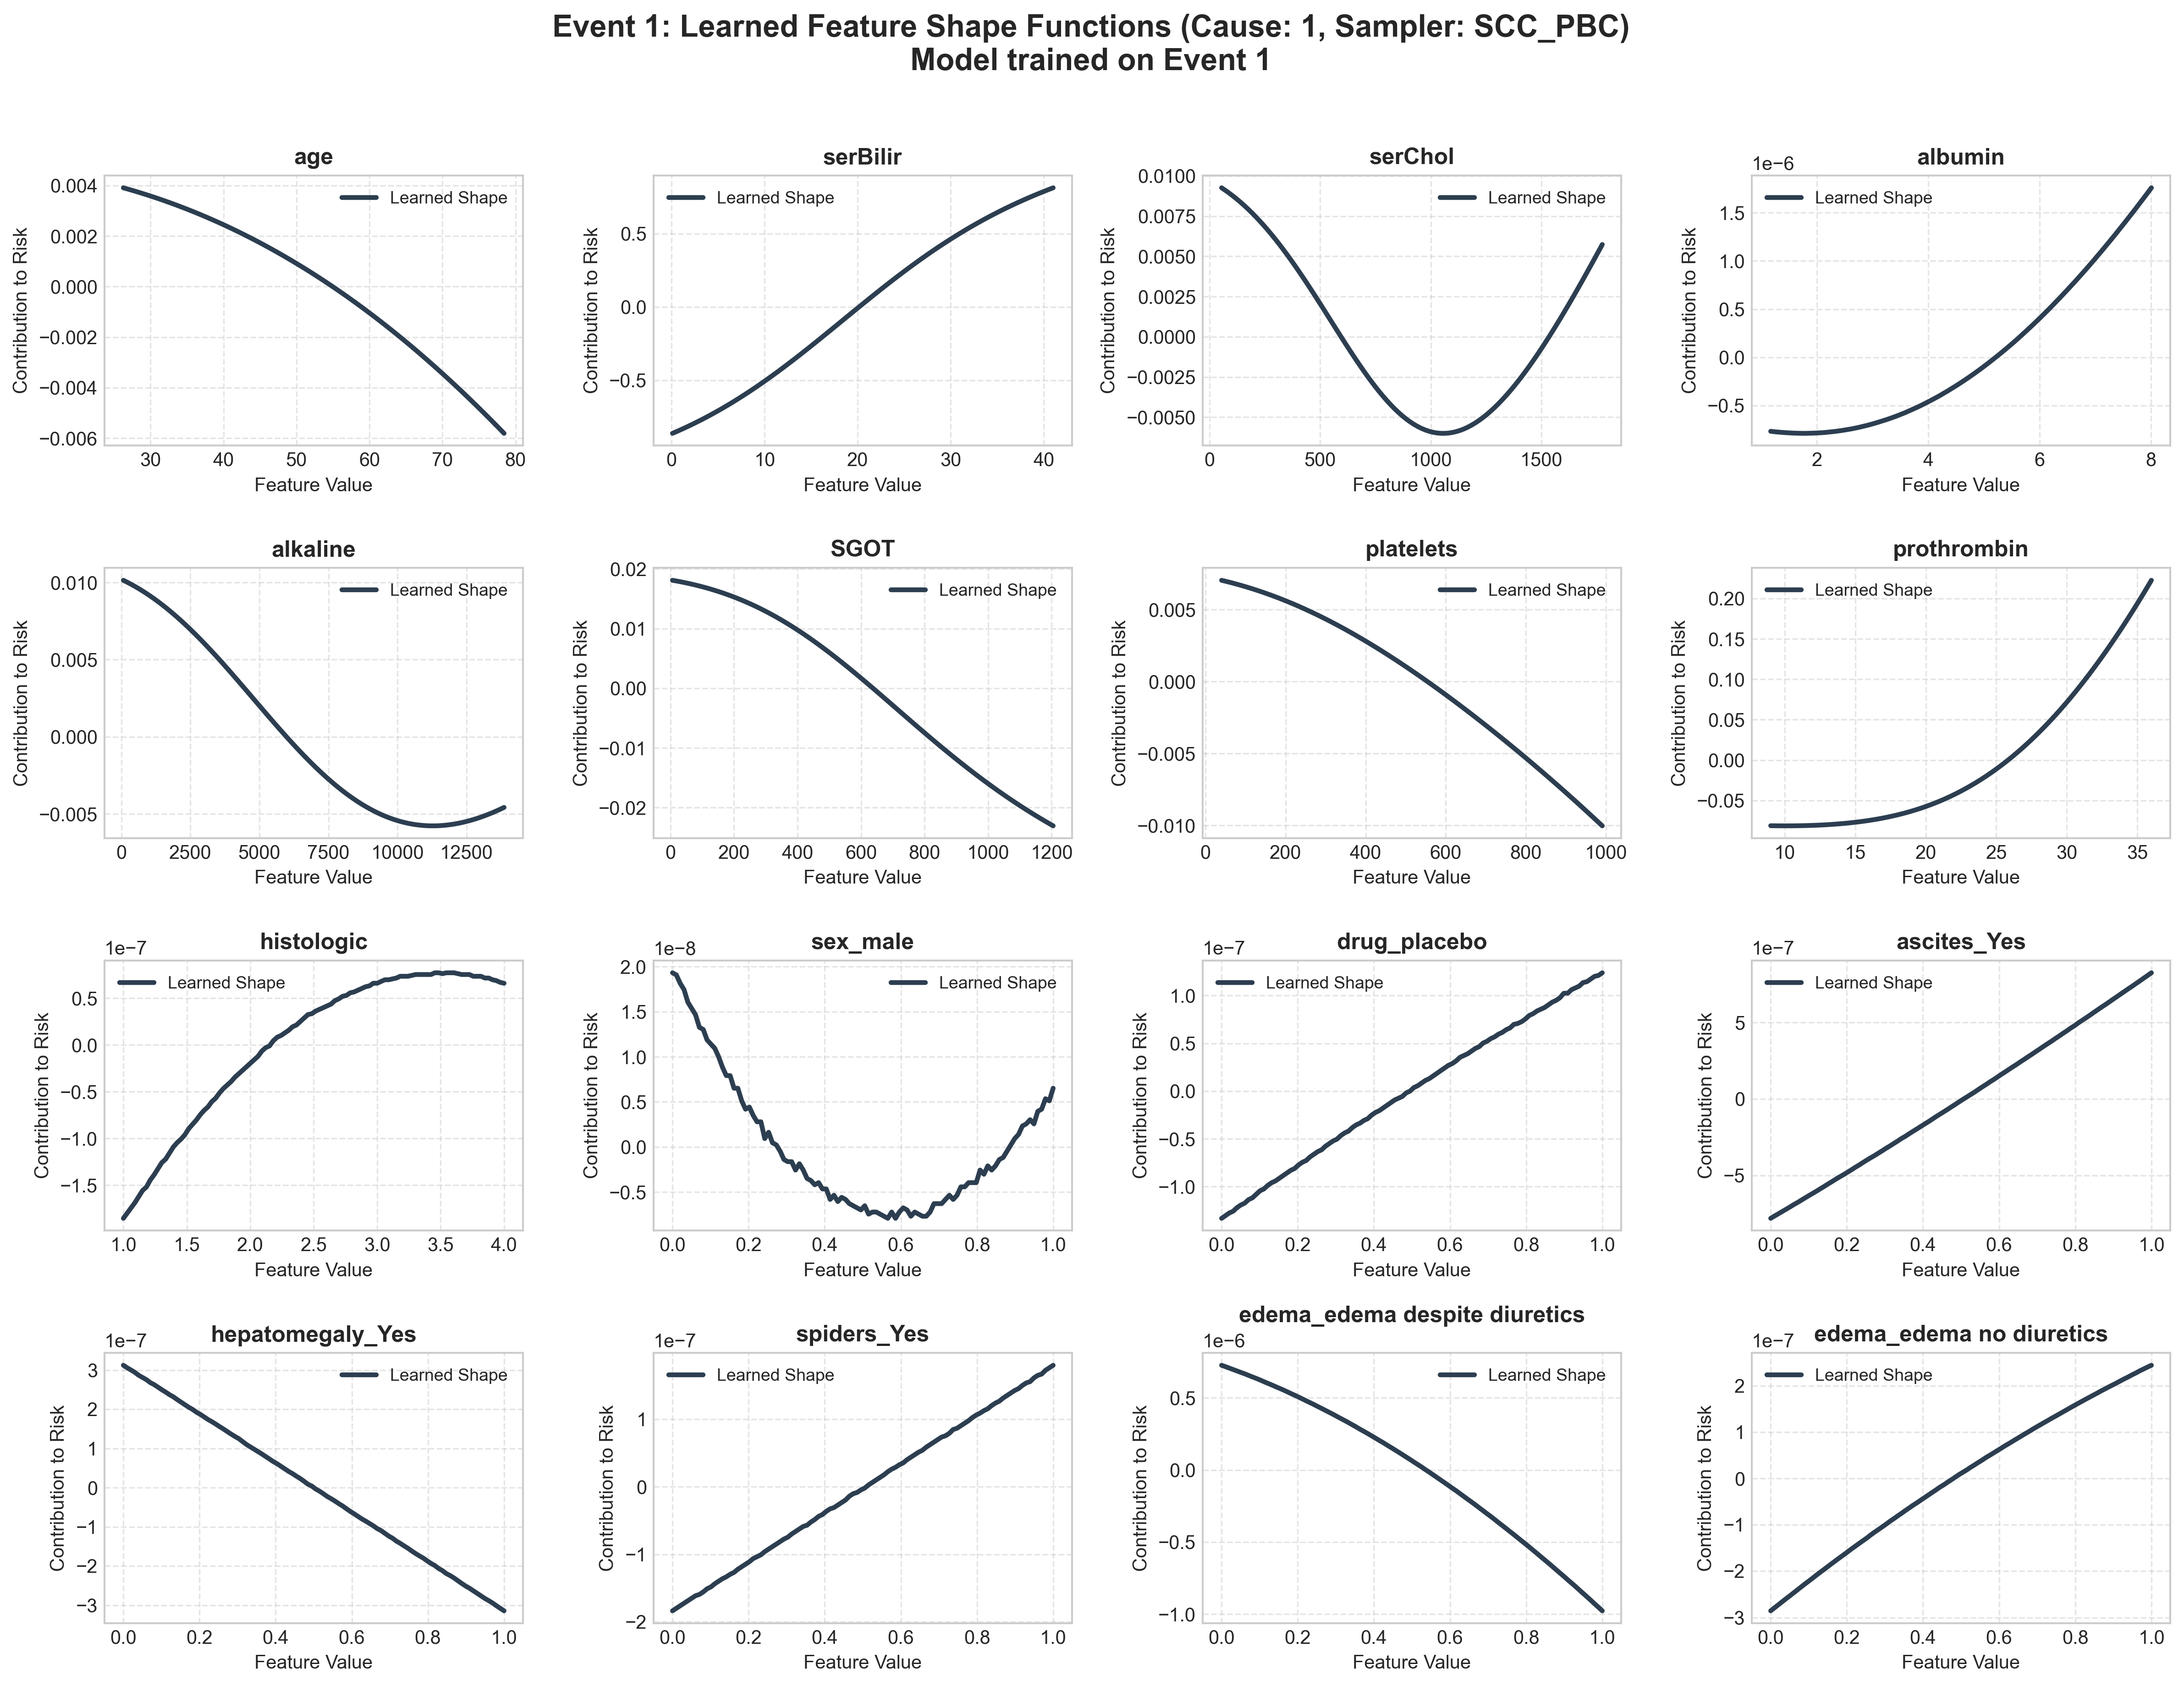 Event 1: Learned Feature Shape Functions (Cause: 1, Sampler: SCC_PBC)
Model trained on Event 1
age
0.004
0.002
0.000
−0.002
−0.004
−0.006
Contribution to Risk
Learned Shape
30 40 50 60 70 80
Feature Value
serBilir
0.5
0.0
−0.5
Contribution to Risk
Learned Shape
0 10 20 30 40
Feature Value
serChol
0.0100
0.0075
0.0050
0.0025
0.0000
−0.0025
−0.0050
Contribution to Risk
Learned Shape
0 500 1000 1500
Feature Value
albumin
1e−6
1.5
1.0
0.5
0.0
−0.5
Contribution to Risk
Learned Shape
2 4 6 8
Feature Value
alkaline
0.010
0.005
0.000
−0.005
Contribution to Risk
Learned Shape
0 2500 5000 7500 10000 12500
Feature Value
SGOT
0.02
0.01
0.00
−0.01
−0.02
Contribution to Risk
Learned Shape
0 200 400 600 800 1000 1200
Feature Value
platelets
0.005
0.000
−0.005
−0.010
Contribution to Risk
Learned Shape
0 200 400 600 800 1000
Feature Value
prothrombin
0.20
0.15
0.10
0.05
0.00
−0.05
Contribution to Risk
Learned Shape
10 15 20 25 30 35
Feature Value
histologic
1e−7
0.5
0.0
−0.5
−1.0
−1.5
Contribution to Risk
Learned Shape
1.0 1.5 2.0 2.5 3.0 3.5 4.0
Feature Value
sex_male
1e−8
2.0
1.5
1.0
0.5
0.0
−0.5
Contribution to Risk
Learned Shape
0.0 0.2 0.4 0.6 0.8 1.0
Feature Value
drug_placebo
1e−7
1.0
0.5
0.0
−0.5
−1.0
Contribution to Risk
Learned Shape
0.0 0.2 0.4 0.6 0.8 1.0
Feature Value
ascites_Yes
1e−7
5
0
−5
Contribution to Risk
Learned Shape
0.0 0.2 0.4 0.6 0.8 1.0
Feature Value
hepatomegaly_Yes
1e−7
3
2
1
0
−1
−2
−3
Contribution to Risk
Learned Shape
0.0 0.2 0.4 0.6 0.8 1.0
Feature Value
spiders_Yes
1e−7
1
0
−1
−2
Contribution to Risk
Learned Shape
0.0 0.2 0.4 0.6 0.8 1.0
Feature Value
edema_edema despite diuretics
1e−6
0.5
0.0
−0.5
−1.0
Contribution to Risk
Learned Shape
0.0 0.2 0.4 0.6 0.8 1.0
Feature Value
edema_edema no diuretics
1e−7
2
1
0
−1
−2
−3
Contribution to Risk
Learned Shape
0.0 0.2 0.4 0.6 0.8 1.0
Feature Value